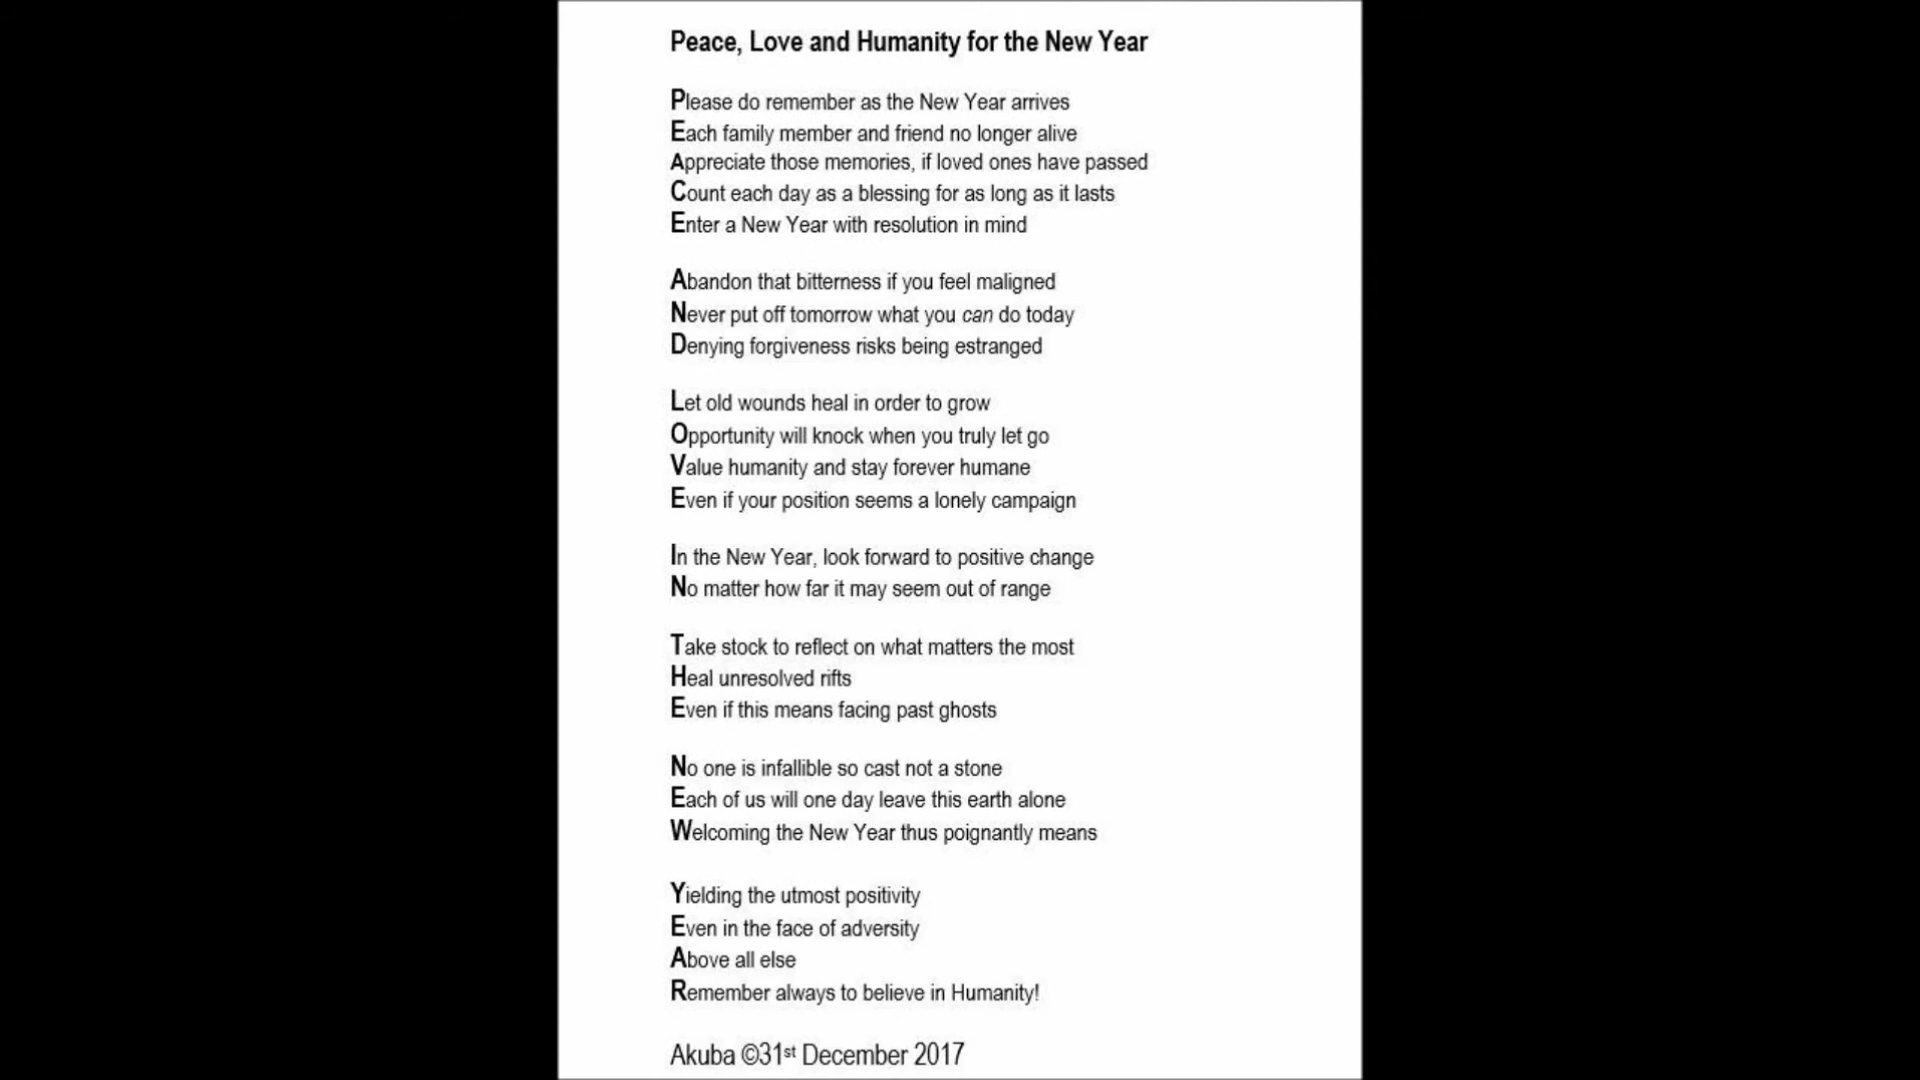 Peace, Love and Humanity for the New Year
Please do remember as the New Year arrives
Each family member and friend no longer alive
Appreciate those memories, if loved ones have passed
Count each day as a blessing for as long as it lasts
Enter a New Year with resolution in mind
Abandon that bitterness if you feel maligned
Never put off tomorrow what you can do today
Denying forgiveness risks being estranged
Let old wounds heal in order to grow
Opportunity will knock when you truly let go
Value humanity and stay forever humane
Even if your position seems a lonely campaign
In the New Year, look forward to positive change
No matter how far it may seem out of range
Take stock to reflect on what matters the most
Heal unresolved rifts
Even if this means facing past ghosts
No one is infallible so cast not a stone
Each of us will one day leave this earth alone
Welcoming the New Year thus poignantly means
Yielding the utmost positivity
Even in the face of adversity
Above all else
Remember always to believe in Humanity!
Akuba ©31st December 2017